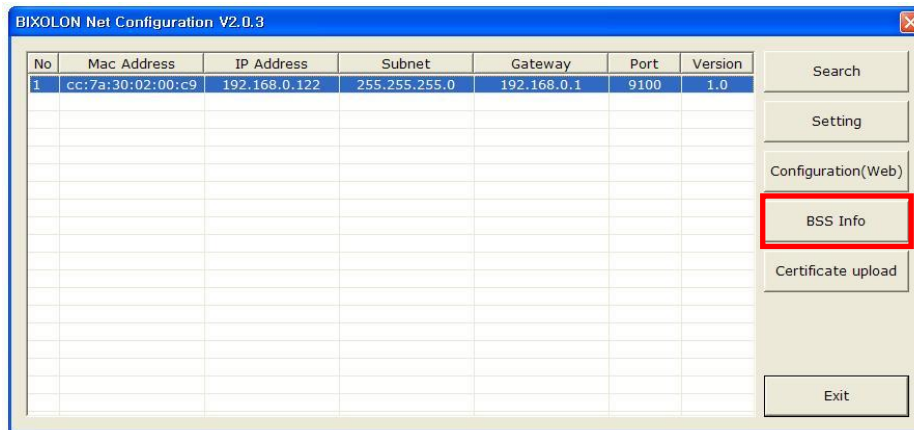 BIXOLON Net Configuration V2.0.3
No Mac Address IP Address Subnet Gateway Port Version
1 cc:7a:30:02:00:c9 192.168.0.122 255.255.255.0 192.168.0.1 9100 1.0
Search
Setting
Configuration(Web)
BSS Info
Certificate upload
Exit